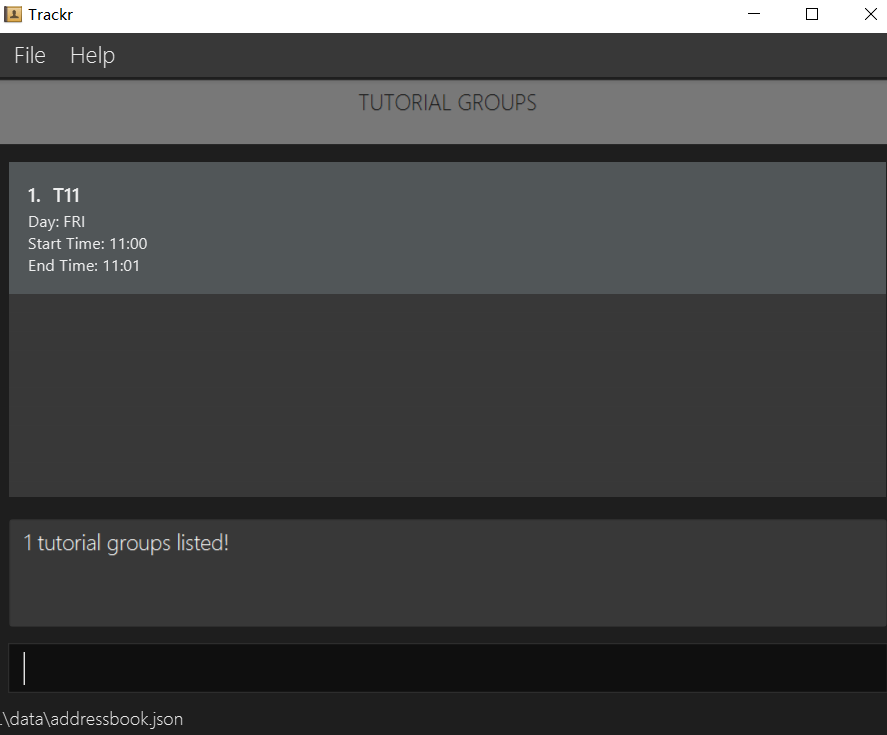 Trackr
File Help
TUTORIAL GROUPS
1. T11
Day: FRI
Start Time: 11:00
End Time: 11:01
1 tutorial groups listed!
.\data\addressbook.json